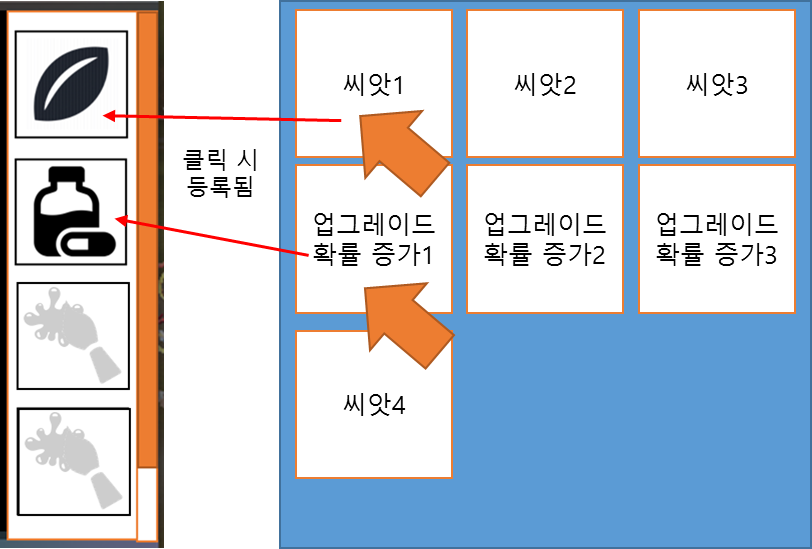 씨앗1
씨앗2
씨앗3
클릭 시
등록됨
업그레이드
확률 증가1
업그레이드
확률 증가2
업그레이드
확률 증가3
씨앗4